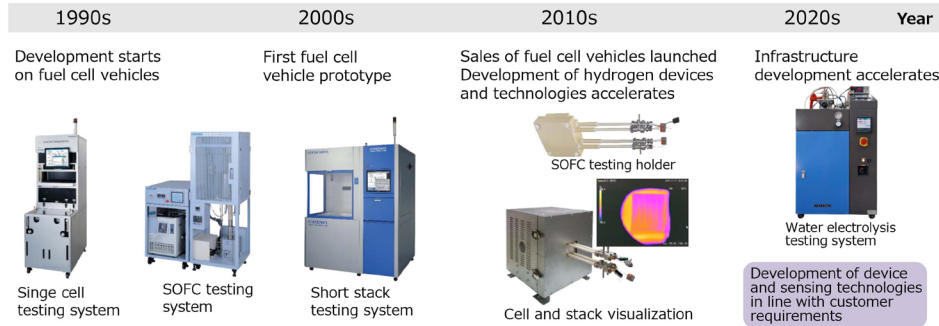 1990s 2000s 2010s 2020s Year
Development starts
on fuel cell vehicles
First fuel cell
vehicle prototype
Sales of fuel cell vehicles launched
Development of hydrogen devices
and technologies accelerates
Infrastructure
development accelerates
SOFC testing holder
Singe cell
testing system
SOFC testing
system
Short stack
testing system
Cell and stack visualization
Water electrolysis
testing system
Development of device
and sensing technologies
in line with customer
requirements